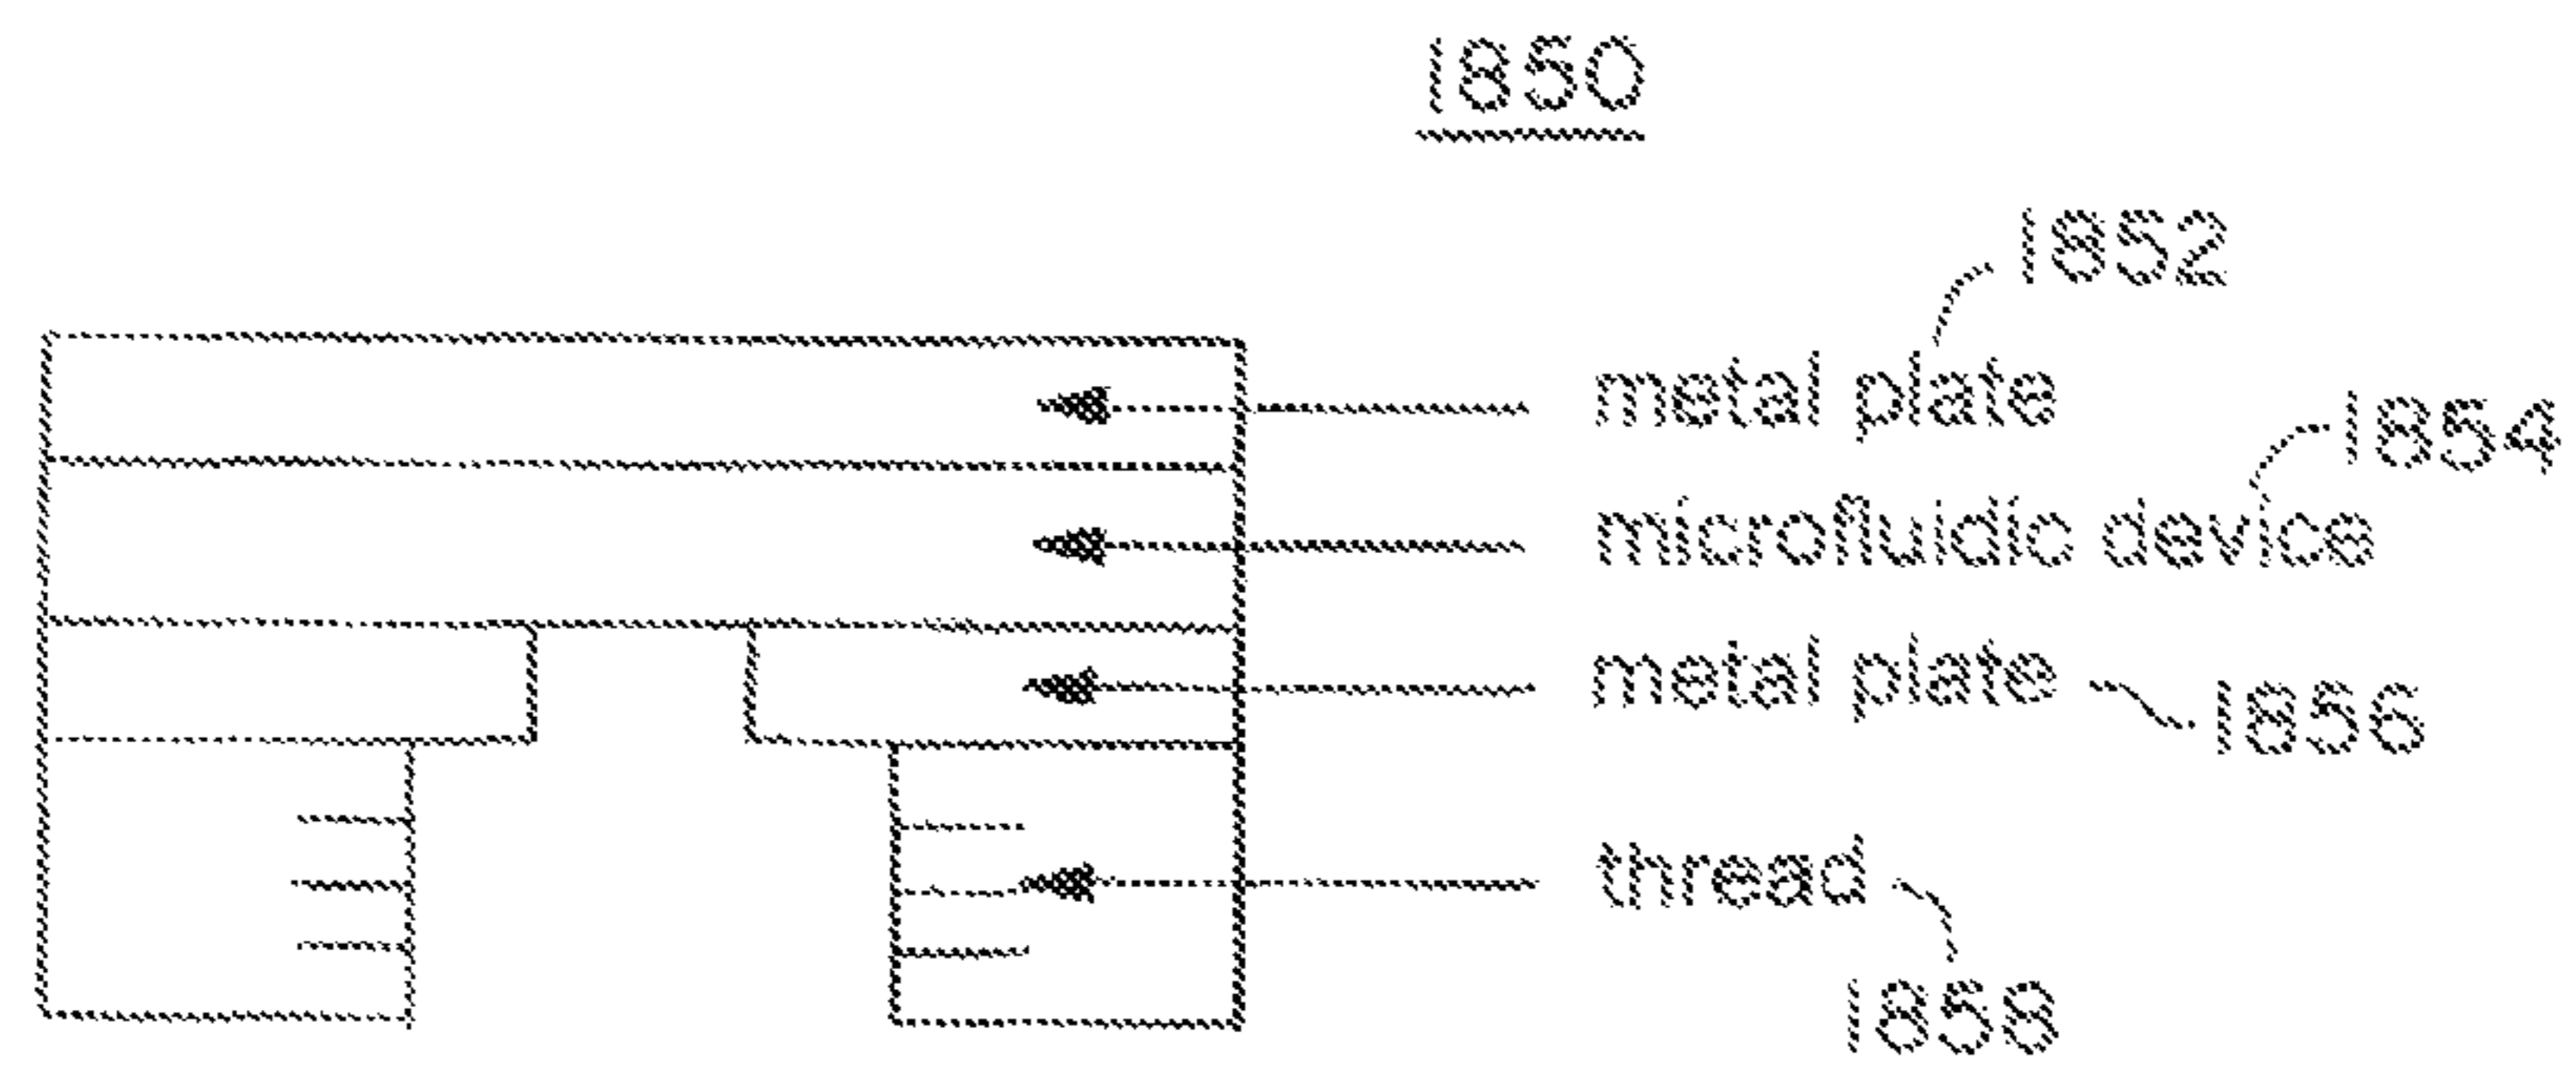 1850
1852
metal plate
1854
microfluidic device
metal plate
1856
thread
1858